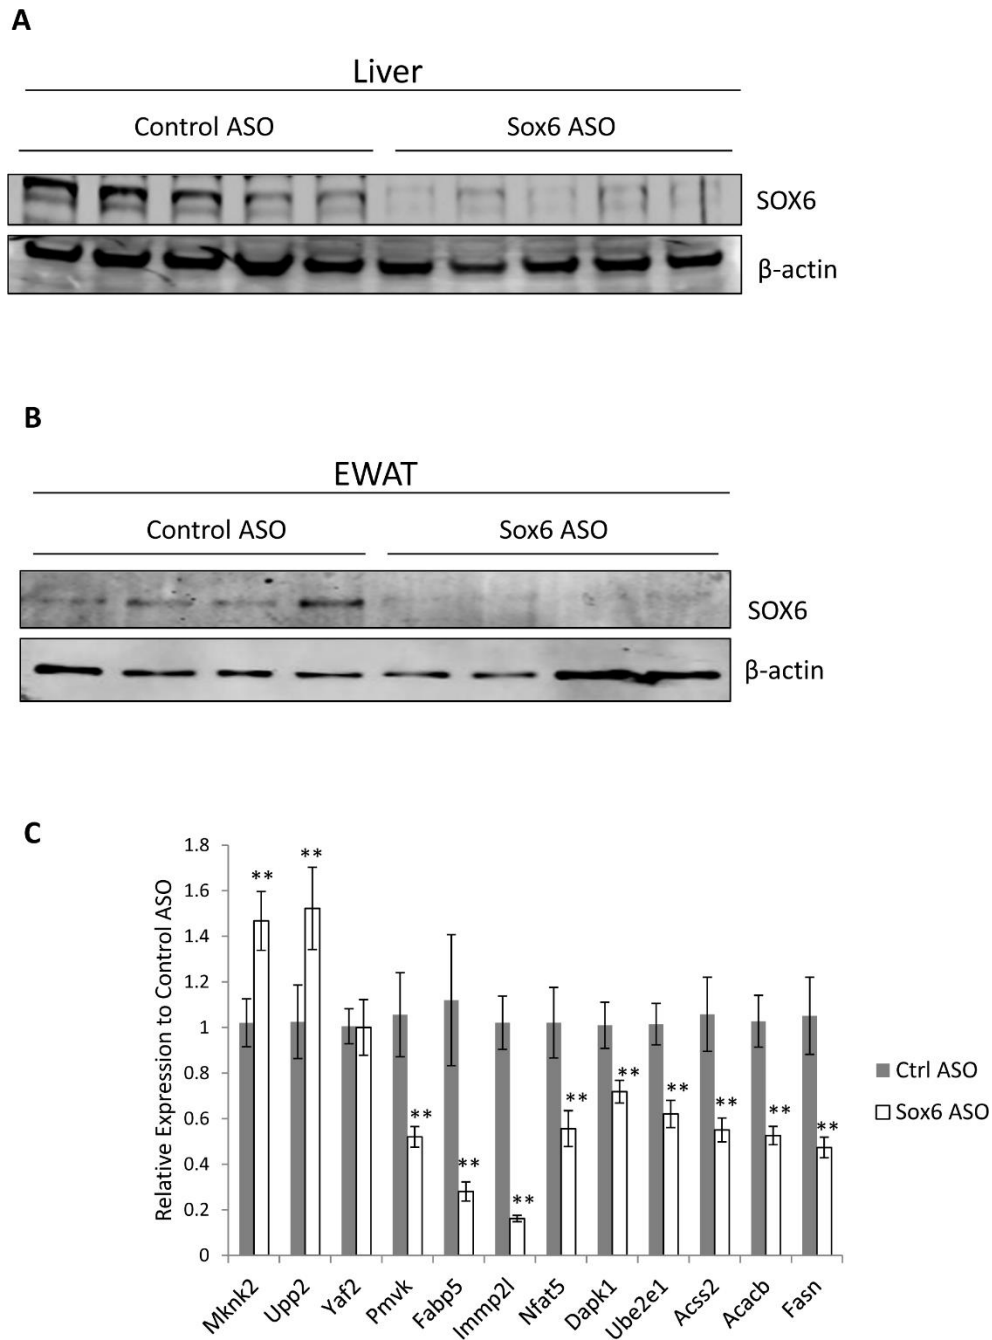 A
Liver
Control ASO Sox6 ASO
SOX6
β-actin
B
EWAT
Control ASO Sox6 ASO
SOX6
β-actin
C
Relative Expression to Control ASO
1.8
1.6
1.4
1.2
1
0.8
0.6
0.4
0.2
0
** ** ** ** ** ** ** ** ** ** **
Mknk2 Upp2 Yaf2 Pmvk Fabp5 Immp2l Nfat5 Dapk1 Ube2e1 Acss2 Acacb Fasn
Ctrl ASO
Sox6 ASO